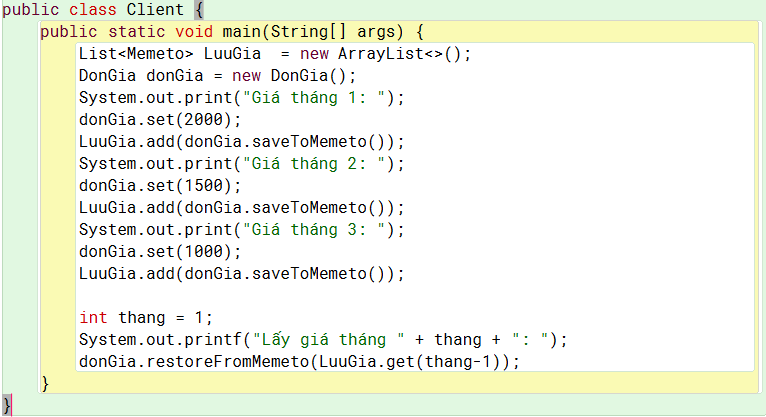 public class Client {
public static void main(String[] args) {
List<Memeto> LuuGia  = new ArrayList<>();
DonGia donGia = new DonGia();
System.out.print("Giá tháng 1: ");
donGia.set(2000);
LuuGia.add(donGia.saveToMemeto());
System.out.print("Giá tháng 2: ");
donGia.set(1500);
LuuGia.add(donGia.saveToMemeto());
System.out.print("Giá tháng 3: ");
donGia.set(1000);
LuuGia.add(donGia.saveToMemeto());
int thang = 1;
System.out.printf("Lấy giá tháng " + thang + ": ");
donGia.restoreFromMemeto(LuuGia.get(thang-1));
}
}